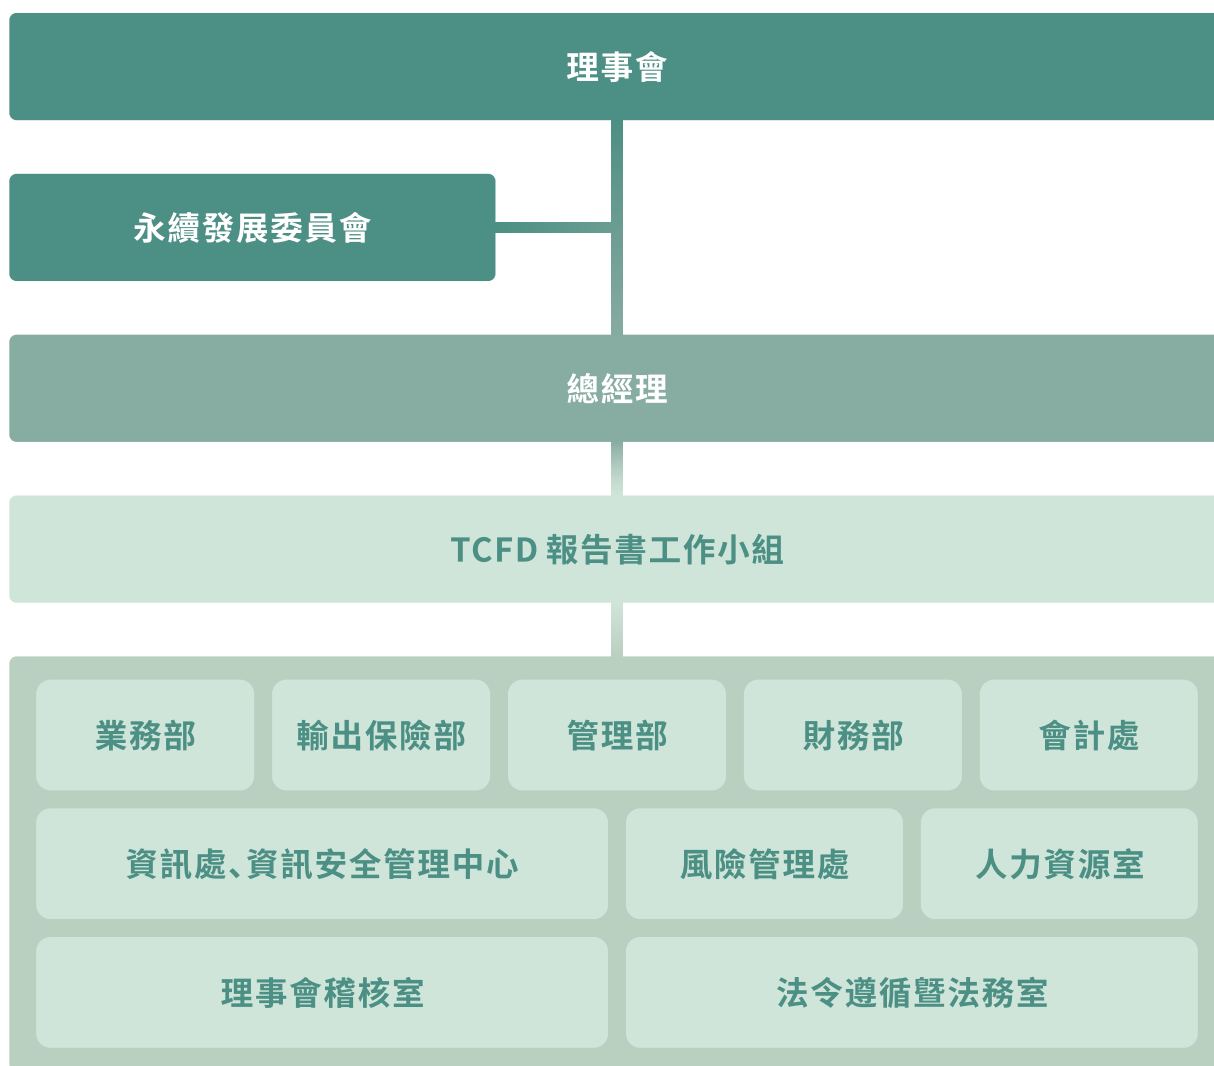 理事會
永續發展委員會
總經理
TCFD 報告書工作小組
業務部
輸出保險部
管理部
財務部
會計處
資訊處、資訊安全管理中心
風險管理處
人力資源室
理事會稽核室
法令遵循暨法務室